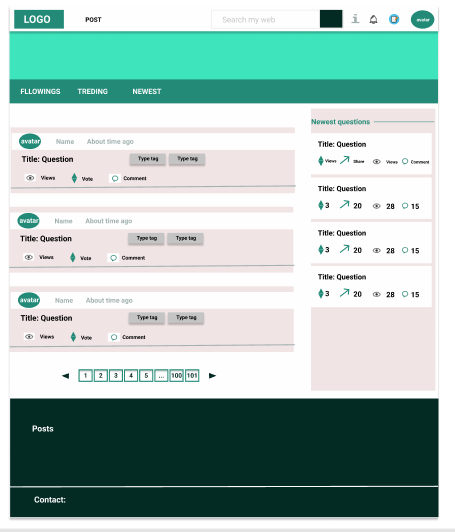 LOGO POST Search my web avatar
FLLOWINGS TREDING NEWEST
Newest questions
Title: Question
Views Share Views Comment
Title: Question
3 20 28 15
Title: Question
3 20 28 15
Title: Question
3 20 28 15
avatar Name About time ago
Title: Question Type tag Type tag
Views Vote Comment
avatar Name About time ago
Title: Question Type tag Type tag
Views Vote Comment
avatar Name About time ago
Title: Question Type tag Type tag
Views Vote Comment
1 2 3 4 5 ... 100 101
Posts
Contact: